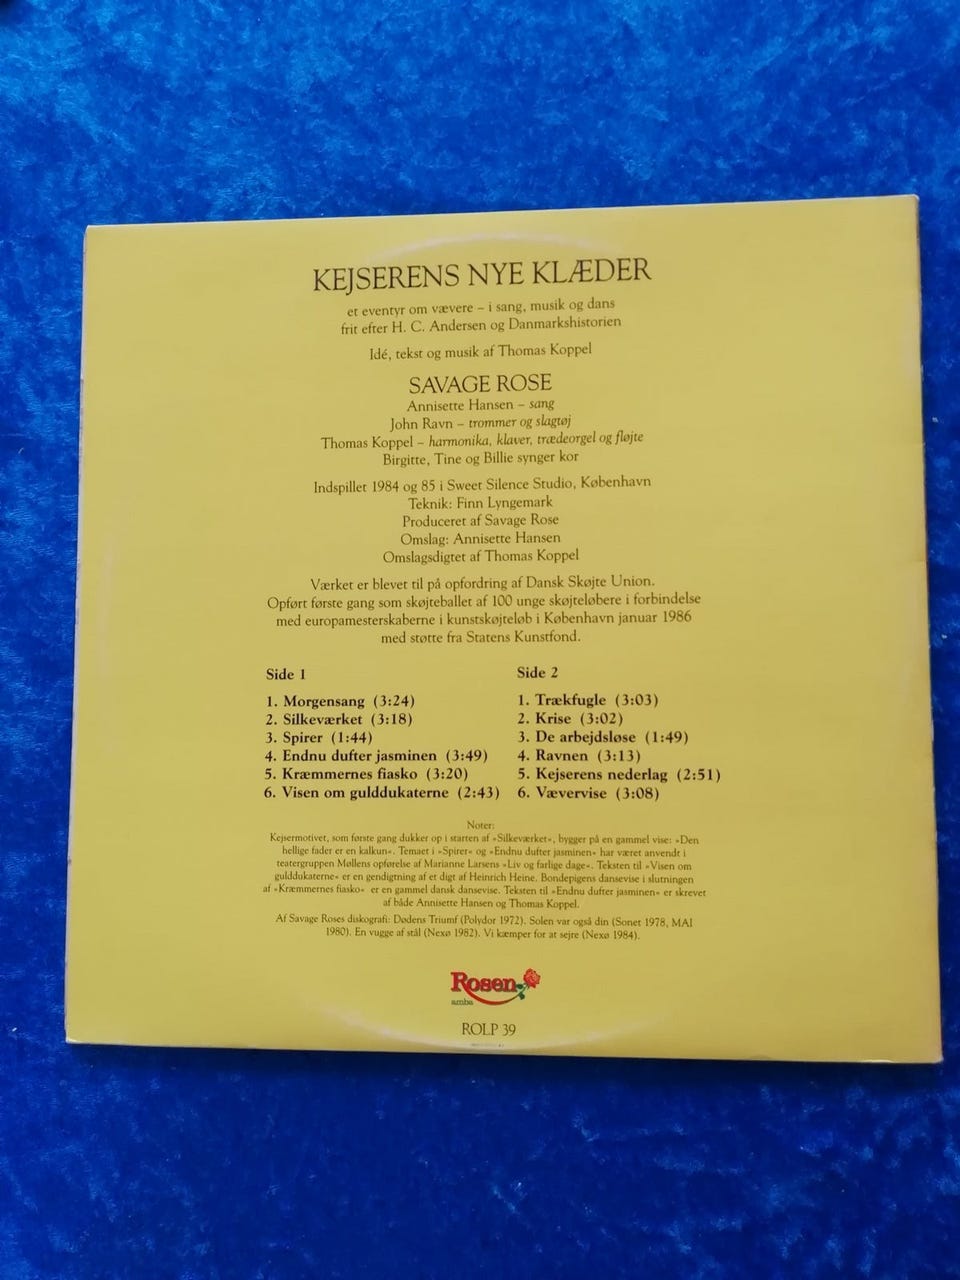 KEJSERENS NYE KLÆDER
et eventyr om vævere – i sang, musik og dans
frit efter H. C. Andersen og Danmarkshistorien
Idé, tekst og musik af Thomas Koppel
SAVAGE ROSE
Annisette Hansen – sang
John Ravn – trommer og slagtøj
Thomas Koppel – harmonika, klaver, trædeorgel og fløjte
Birgitte, Tine og Billie synger kor
Indspillet 1984 og 85 i Sweet Silence Studio, København
Teknik: Finn Lyngemark
Produceret af Savage Rose
Omslag: Annisette Hansen
Omslagsdigtet af Thomas Koppel
Værket er blevet til på opfordring af Dansk Skøjte Union.
Opført første gang som skøjteballet af 100 unge skøjteløbere i forbindelse
med europamesterskaberne i kunstskøjteløb i København januar 1986
med støtte fra Statens Kunstfond.
Side 1
1. Morgensang (3:24)
2. Silkeværket (3:18)
3. Spirer (1:44)
4. Endnu dufter jasminen (3:49)
5. Kræmmernes fiasko (3:20)
6. Visen om gulddukaterne (2:43)
Side 2
1. Trækfugle (3:03)
2. Krise (3:02)
3. De arbejdsløse (1:49)
4. Ravnen (3:13)
5. Kejserens nederlag (2:51)
6. Vævervise (3:08)
Noter:
Kejsermotivet, som første gang dukker op i starten af »Silkeværket«, bygger på en gammel vise: »Den
hellige fader er en kalkun«. Temaet i »Spirer« og »Endnu dufter jasminen« har været anvendt i
teatergruppen Møllens opførelse af Marianne Larsens »Liv og farlige dage«. Teksten til »Visen om
gulddukaterne« er en gendigtning af et digt af Heinrich Heine. Bondepigens dansevise i slutningen
af »Kræmmernes fiasko« er en gammel dansk dansevise. Teksten til »Endnu dufter jasminen« er skrevet
af både Annisette Hansen og Thomas Koppel.
Af Savage Roses diskografi: Dødens Triumf (Polydor 1972). Solen var også din (Sonet 1978, MAI
1980). En vugge af stål (Nexø 1982). Vi kæmper for at sejre (Nexø 1984).
Rosen
amba
ROLP 39